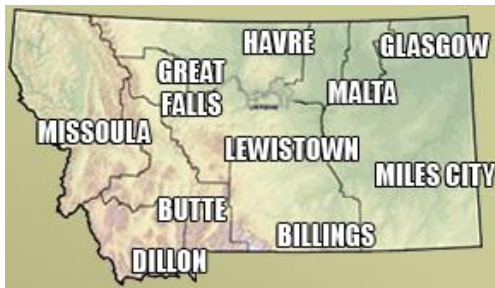 HAVRE
GLASGOW
GREAT
FALLS
MALTA
MISSOULA
LEWISTOWN
MILES CITY
BUTTE
BILLINGS
DILLON